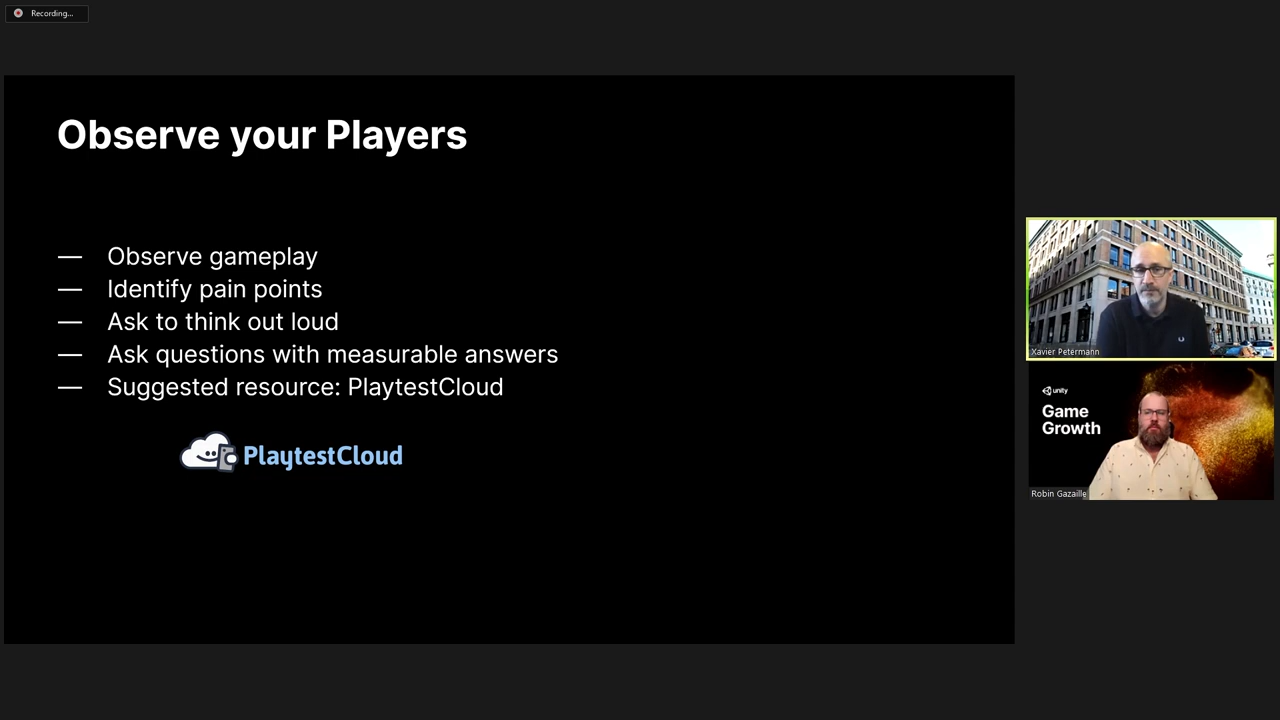 Recording...
Observe your Players
— Observe gameplay
— Identify pain points
— Ask to think out loud
— Ask questions with measurable answers
— Suggested resource: PlaytestCloud
PlaytestCloud
Xavier Petermann
unity
Game
Growth
Robin Gazaille